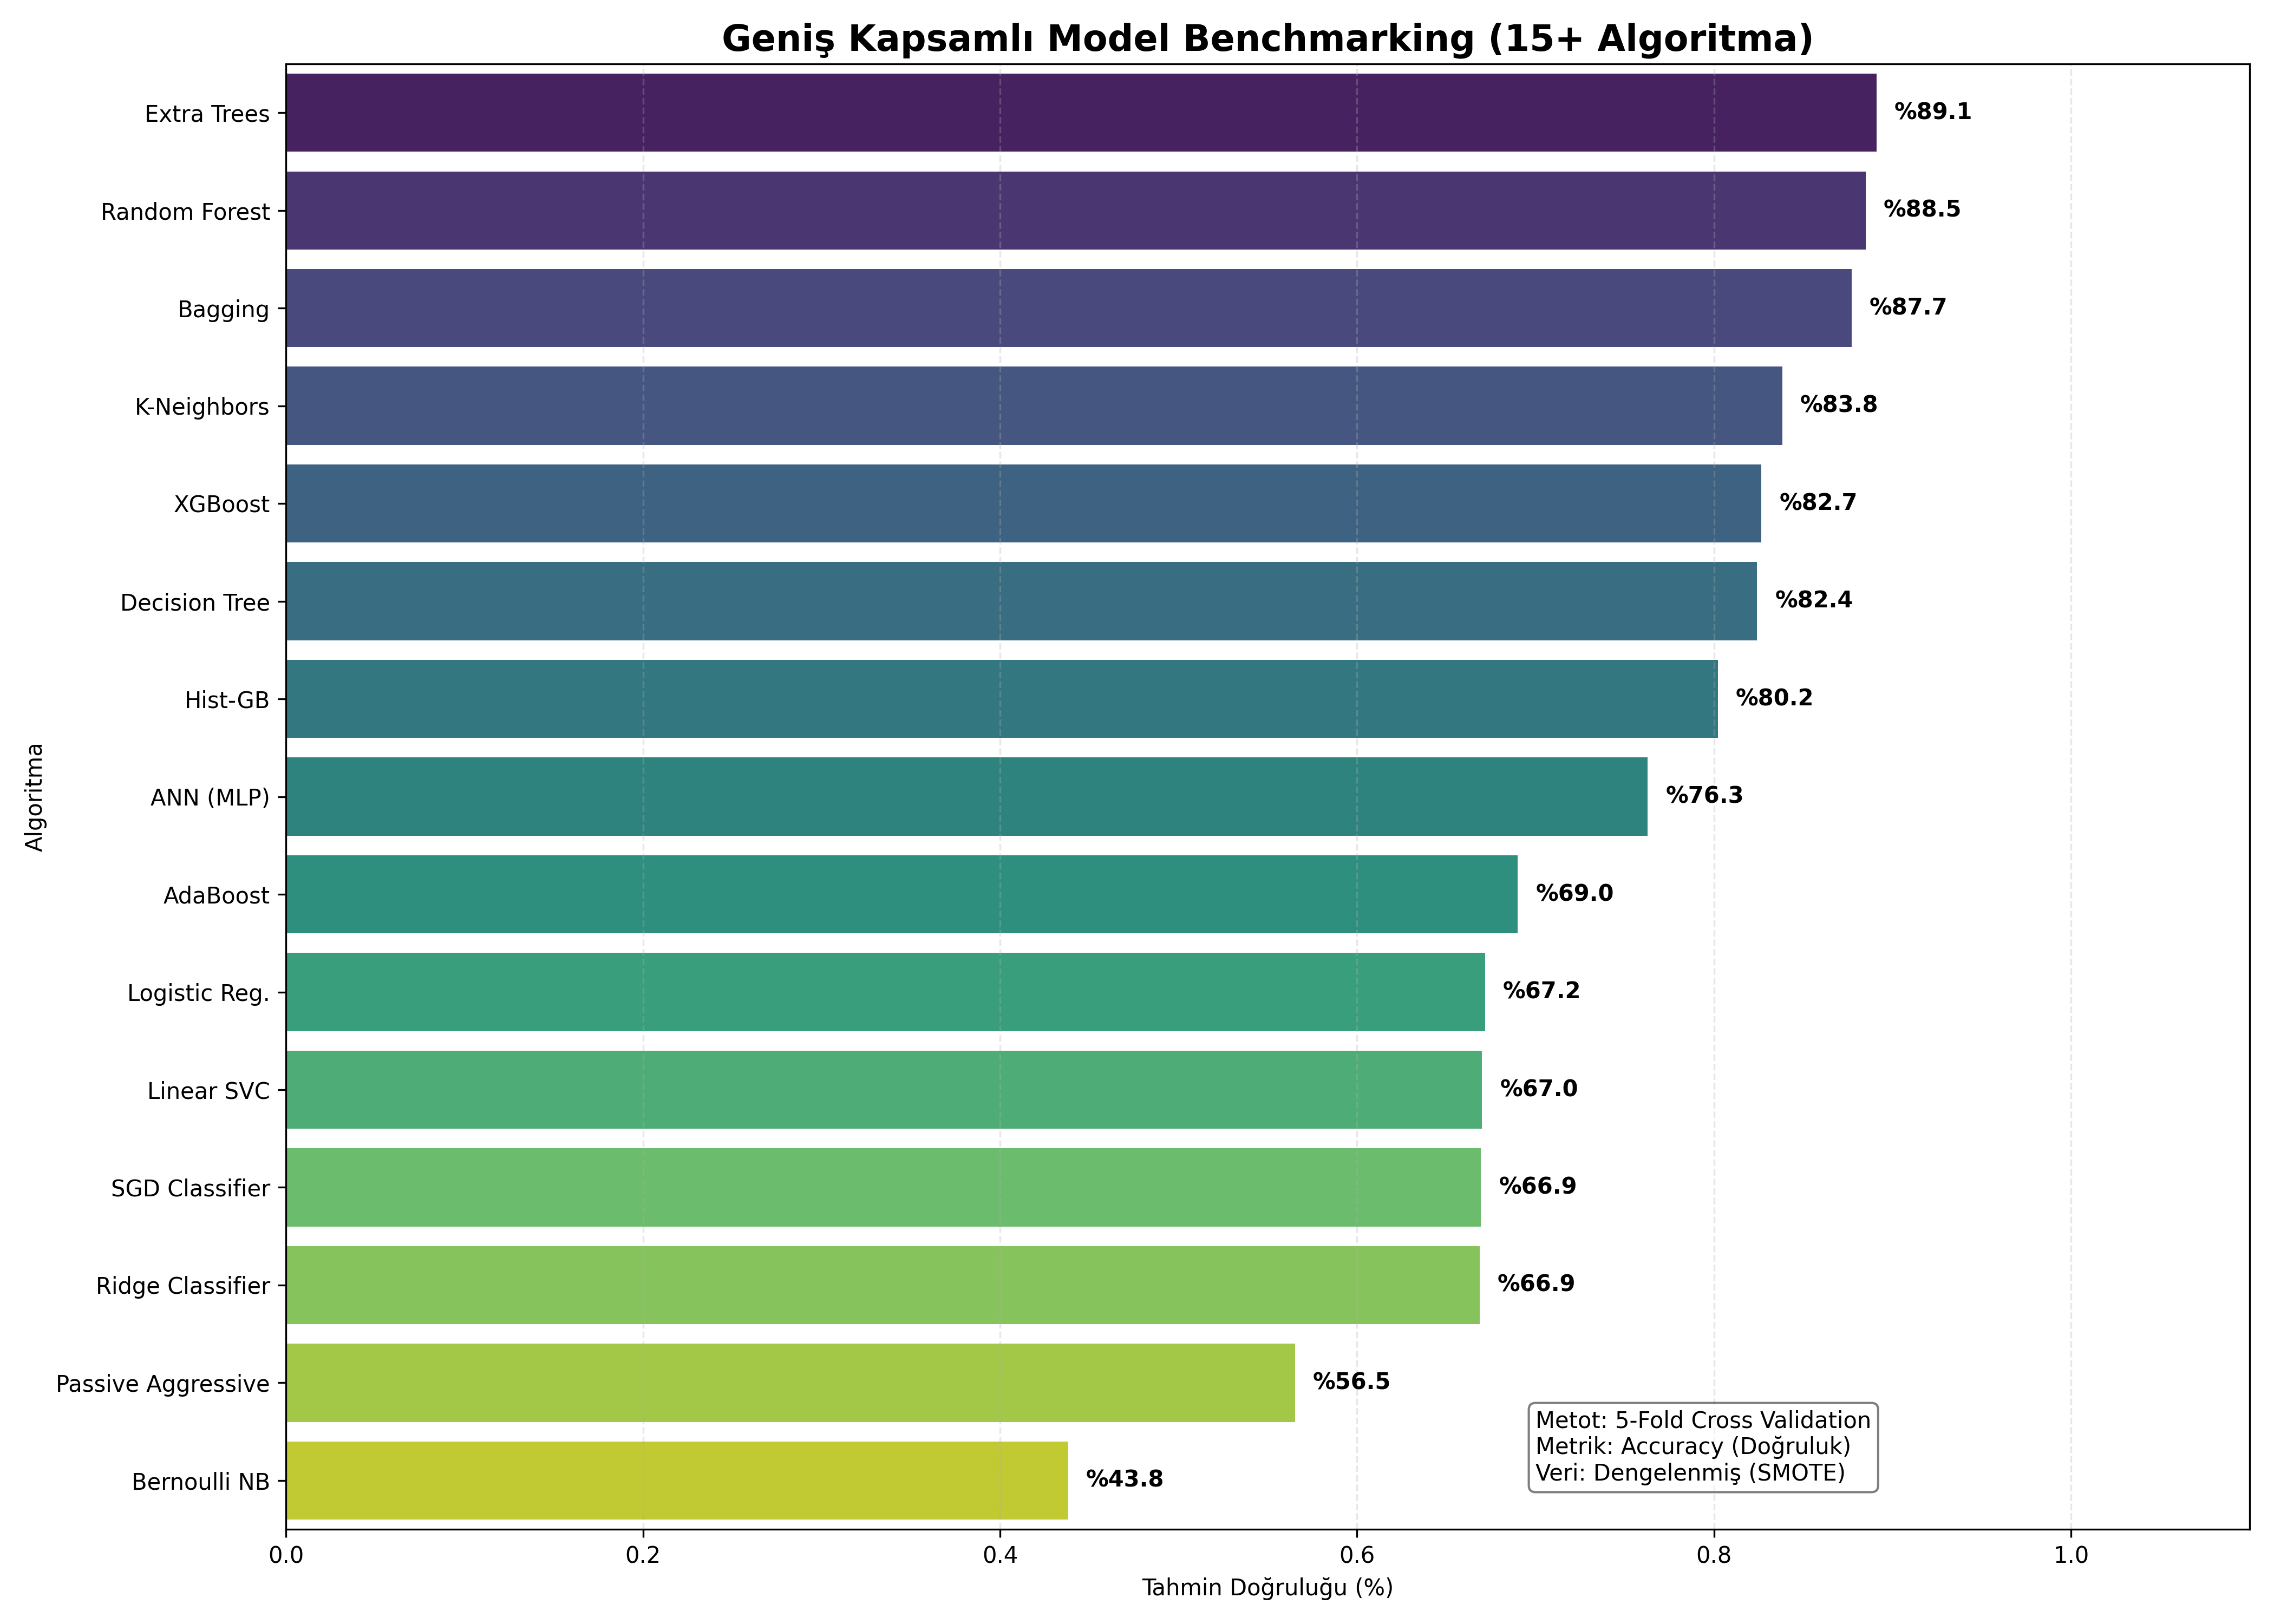 Geniş Kapsamlı Model Benchmarking (15+ Algoritma)
Algoritma
Extra Trees %89.1
Random Forest %88.5
Bagging %87.7
K-Neighbors %83.8
XGBoost %82.7
Decision Tree %82.4
Hist-GB %80.2
ANN (MLP) %76.3
AdaBoost %69.0
Logistic Reg. %67.2
Linear SVC %67.0
SGD Classifier %66.9
Ridge Classifier %66.9
Passive Aggressive %56.5
Bernoulli NB %43.8
Metot: 5-Fold Cross Validation
Metrik: Accuracy (Doğruluk)
Veri: Dengelenmiş (SMOTE)
0.0 0.2 0.4 0.6 0.8 1.0
Tahmin Doğruluğu (%)